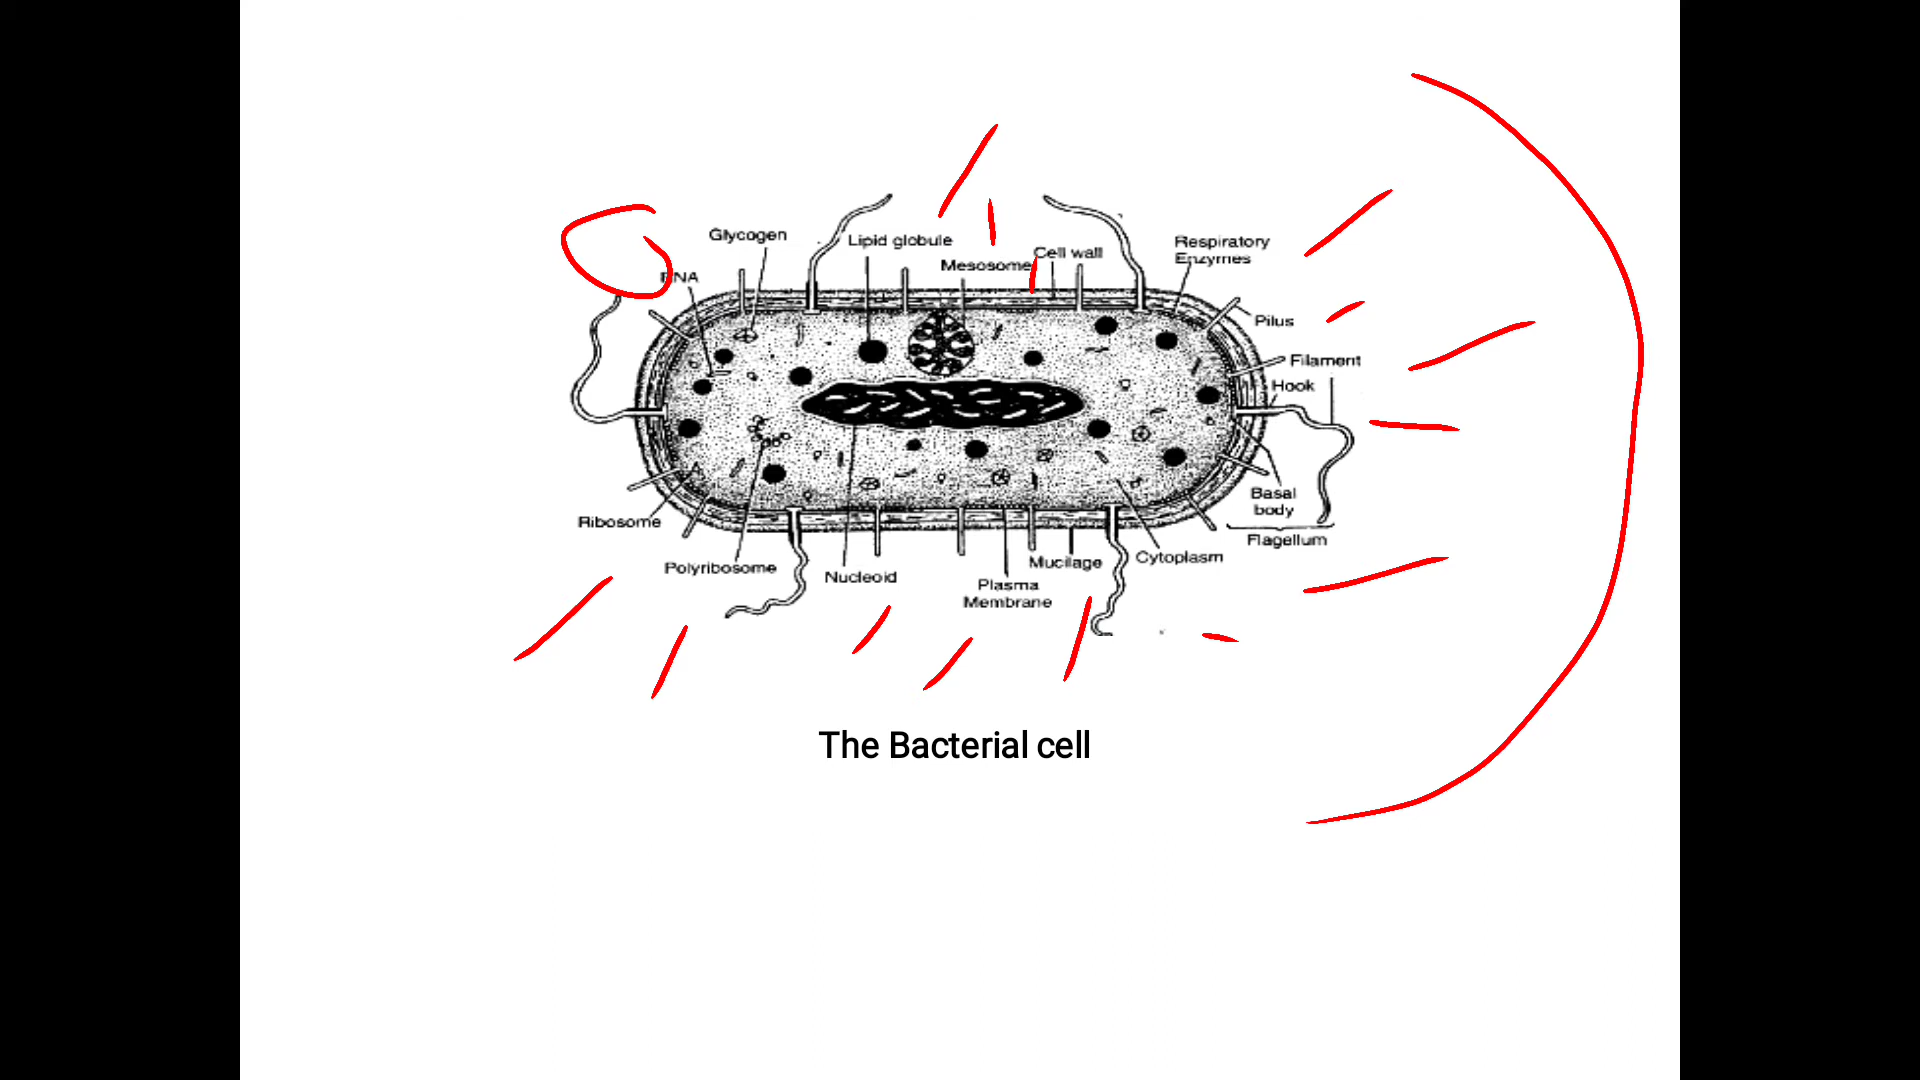 Glycogen
Lipid globule
Mesosome
Cell wall
Respiratory
Enzymes
RNA
Pilus
Filament
Hook
Basal
body
Flagellum
Ribosome
Polyribosome
Nucleoid
Plasma
Membrane
Mucilage
Cytoplasm
The Bacterial cell